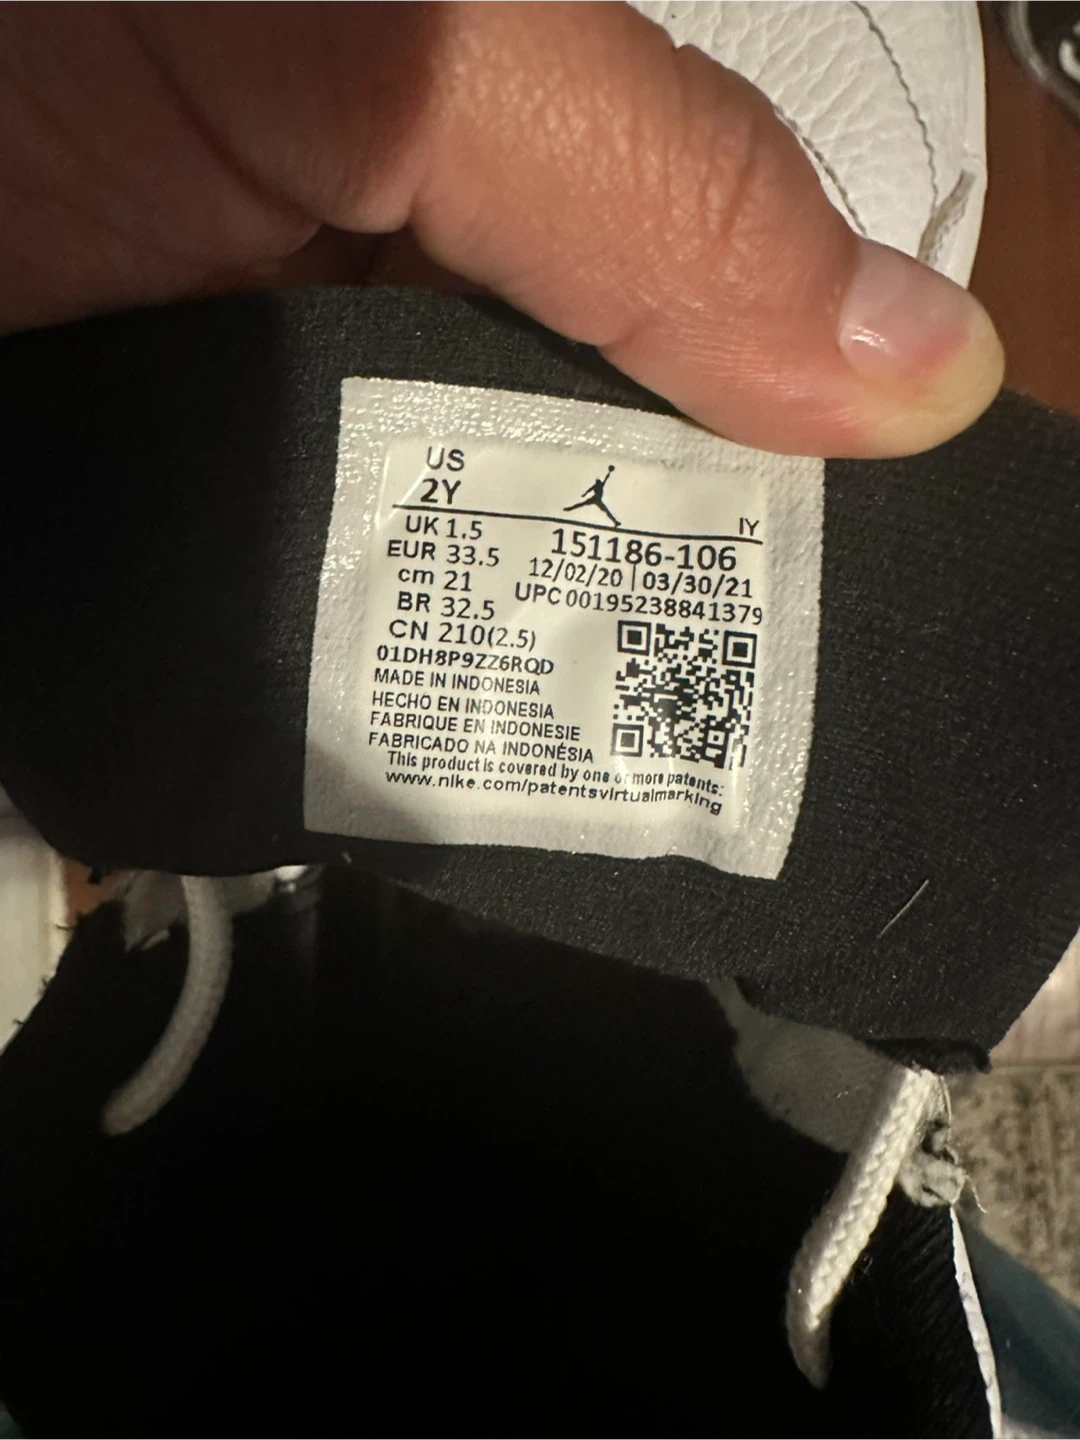 US
2Y
IY
UK 1.5
EUR 33.5
cm 21
BR 32.5
CN 210(2.5)
151186-106
12/02/20 | 03/30/21
UPC 00195238841379
01DH8P9ZZ6RQD
MADE IN INDONESIA
HECHO EN INDONESIA
FABRIQUE EN INDONESIE
FABRICADO NA INDONÉSIA
This product is covered by one or more patents:
www.nike.com/patentsvirtualmarking